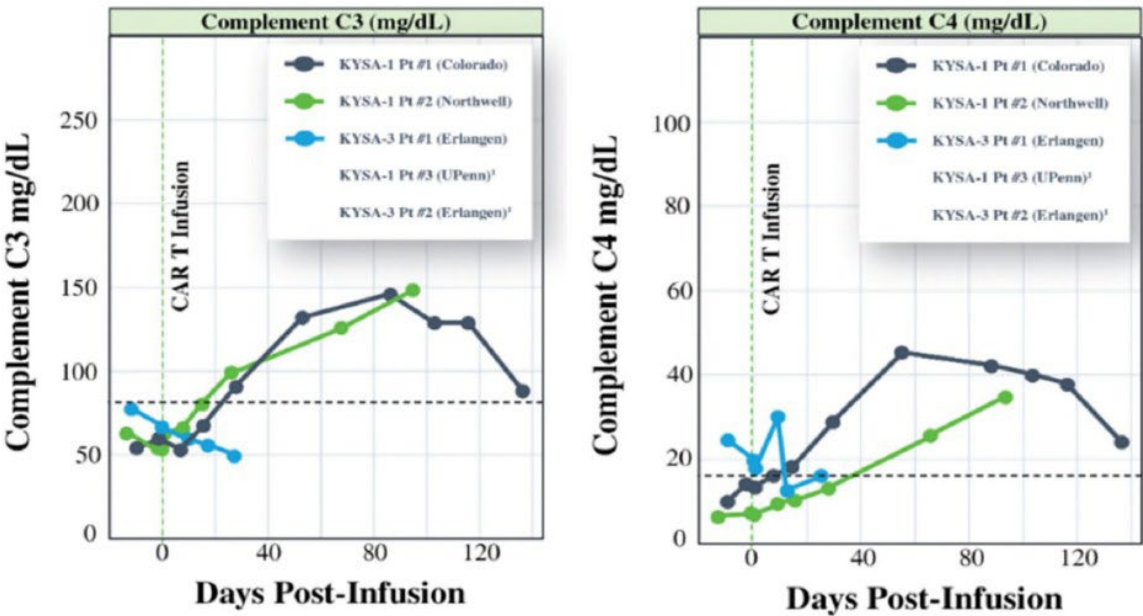 Complement C3 (mg/dL)
KYSA-1 Pt #1 (Colorado)
KYSA-1 Pt #2 (Northwell)
KYSA-3 Pt #1 (Erlangen)
KYSA-1 Pt #3 (UPenn)¹
KYSA-3 Pt #2 (Erlangen)¹
CAR T Infusion
Complement C3 mg/dL
250
200
150
100
50
0
0 40 80 120
Days Post-Infusion
Complement C4 (mg/dL)
KYSA-1 Pt #1 (Colorado)
KYSA-1 Pt #2 (Northwell)
KYSA-3 Pt #1 (Erlangen)
KYSA-1 Pt #3 (UPenn)¹
KYSA-3 Pt #2 (Erlangen)¹
CAR T Infusion
Complement C4 mg/dL
100
80
60
40
20
0
0 40 80 120
Days Post-Infusion